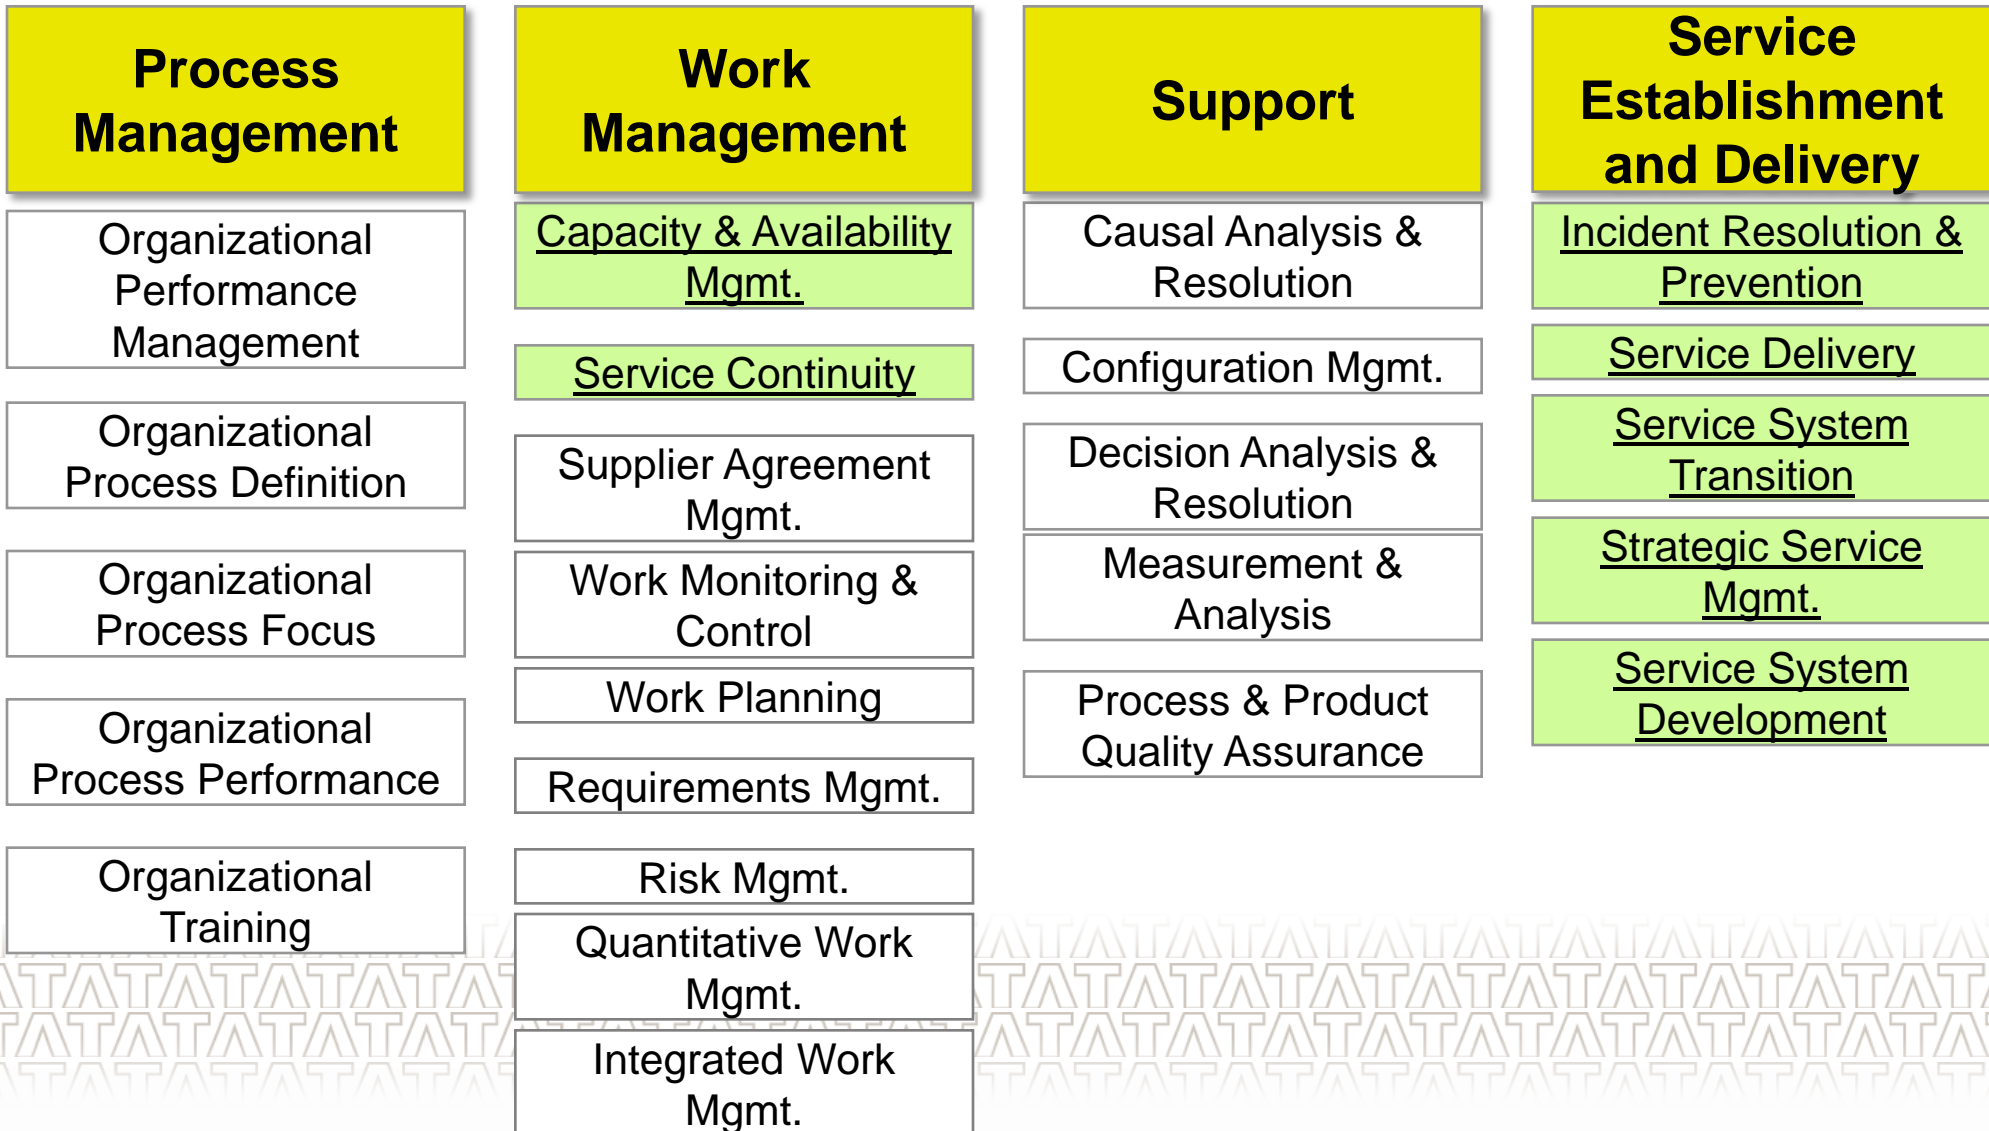 Process
Management
Organizational
Performance
Management
Organizational
Process Definition
Organizational
Process Focus
Organizational
Process Performance
Organizational
Training
Work
Management
Capacity & Availability
Mgmt.
Service Continuity
Supplier Agreement
Mgmt.
Work Monitoring &
Control
Work Planning
Requirements Mgmt.
Risk Mgmt.
Quantitative Work
Mgmt.
Integrated Work
Mgmt.
Support
Causal Analysis &
Resolution
Configuration Mgmt.
Decision Analysis &
Resolution
Measurement &
Analysis
Process & Product
Quality Assurance
Service
Establishment
and Delivery
Incident Resolution &
Prevention
Service Delivery
Service System
Transition
Strategic Service
Mgmt.
Service System
Development